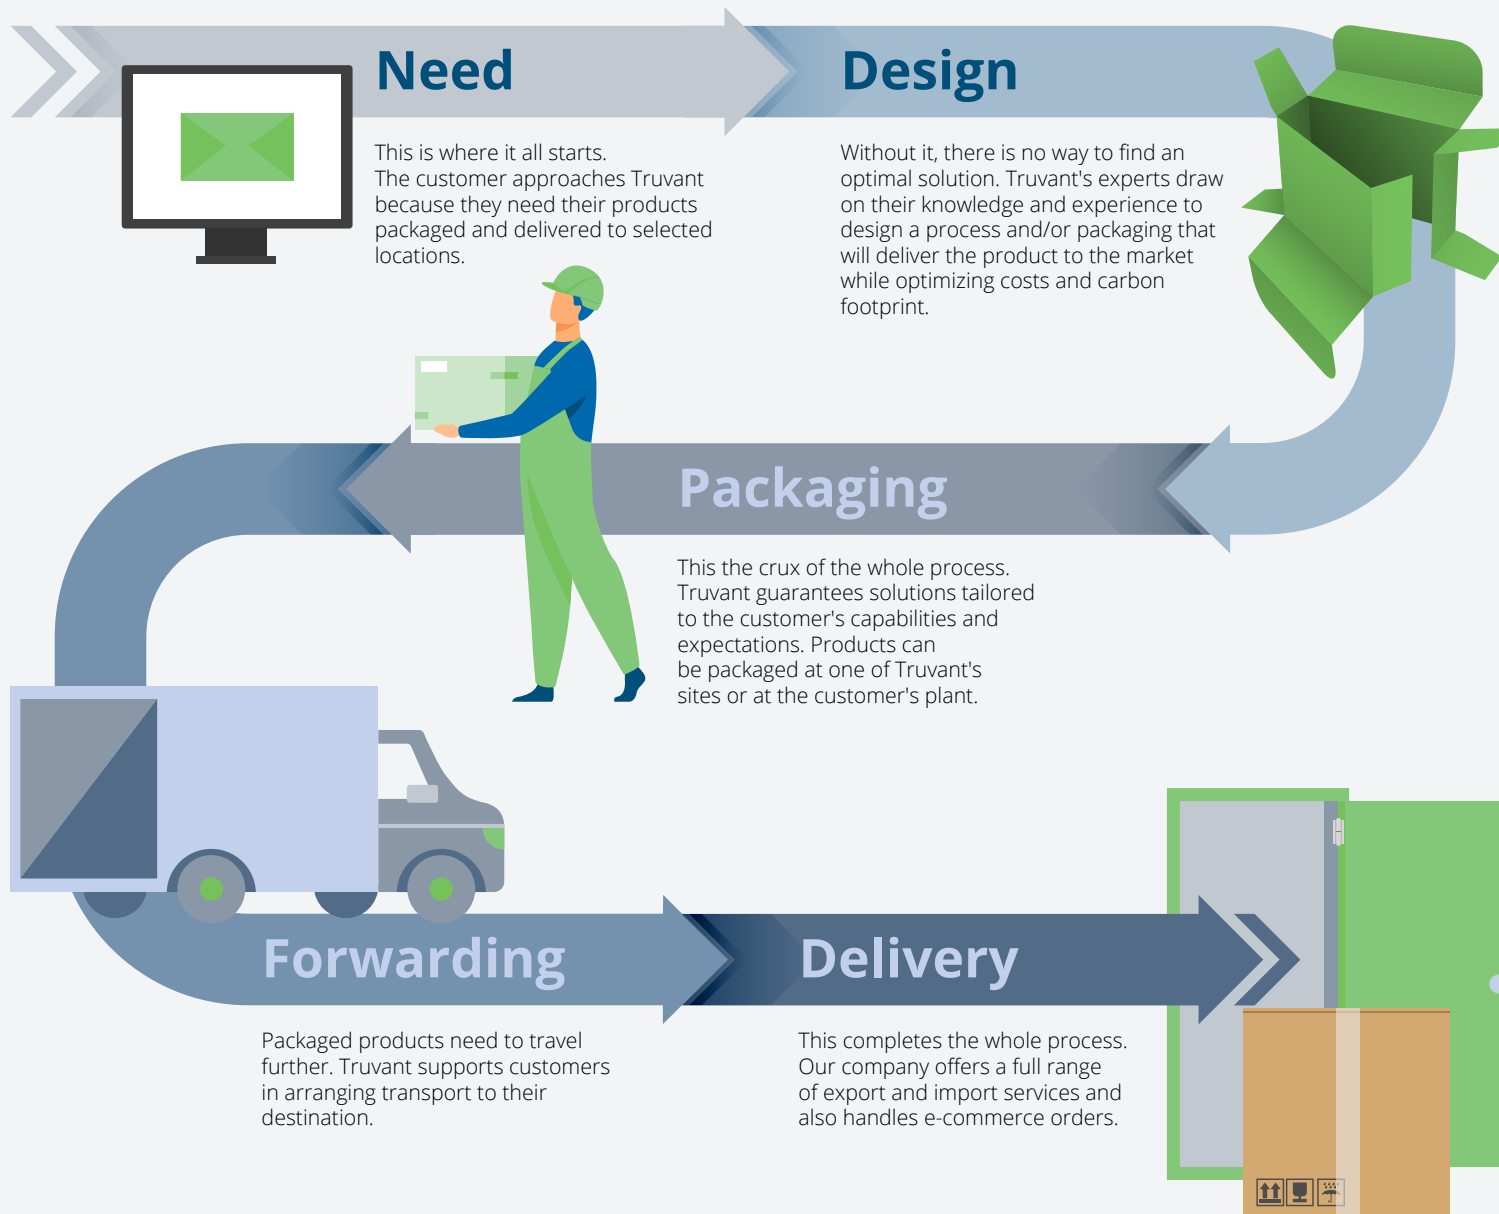 Need
This is where it all starts.
The customer approaches Truvant
because they need their products
packaged and delivered to selected
locations.
Design
Without it, there is no way to find an
optimal solution. Truvant's experts draw
on their knowledge and experience to
design a process and/or packaging that
will deliver the product to the market
while optimizing costs and carbon
footprint.
Packaging
This the crux of the whole process.
Truvant guarantees solutions tailored
to the customer's capabilities and
expectations. Products can
be packaged at one of Truvant's
sites or at the customer's plant.
Forwarding
Packaged products need to travel
further. Truvant supports customers
in arranging transport to their
destination.
Delivery
This completes the whole process.
Our company offers a full range
of export and import services and
also handles e-commerce orders.